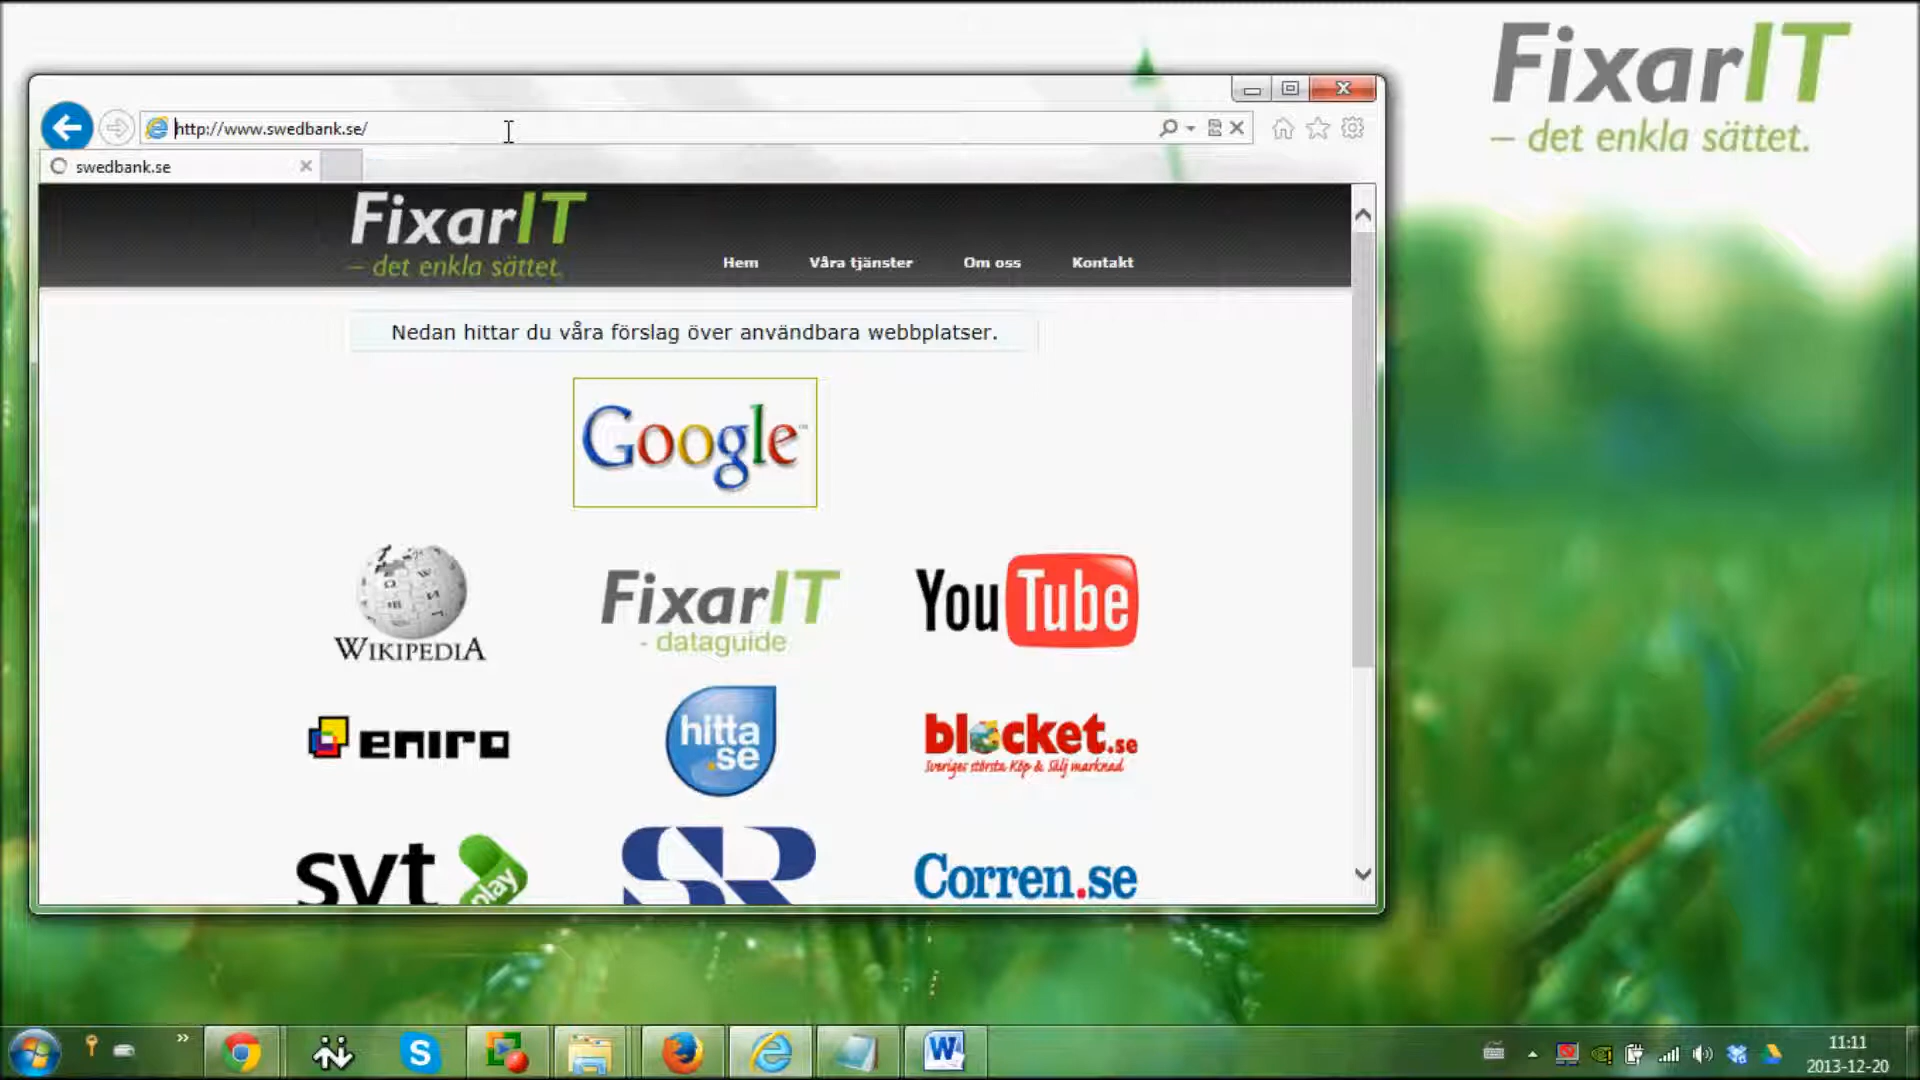 FixarIT
– det enkla sättet.
http://www.swedbank.se/
swedbank.se
FixarIT
– det enkla sättet.
Hem Våra tjänster Om oss Kontakt
Nedan hittar du våra förslag över användbara webbplatser.
Google™
WIKIPEDIA
FixarIT
- dataguide
YouTube
eniro
hitta
.se
blocket.se
Sveriges största Köp & Sälj marknad
svt play
SR
Corren.se
11:11
2013-12-20